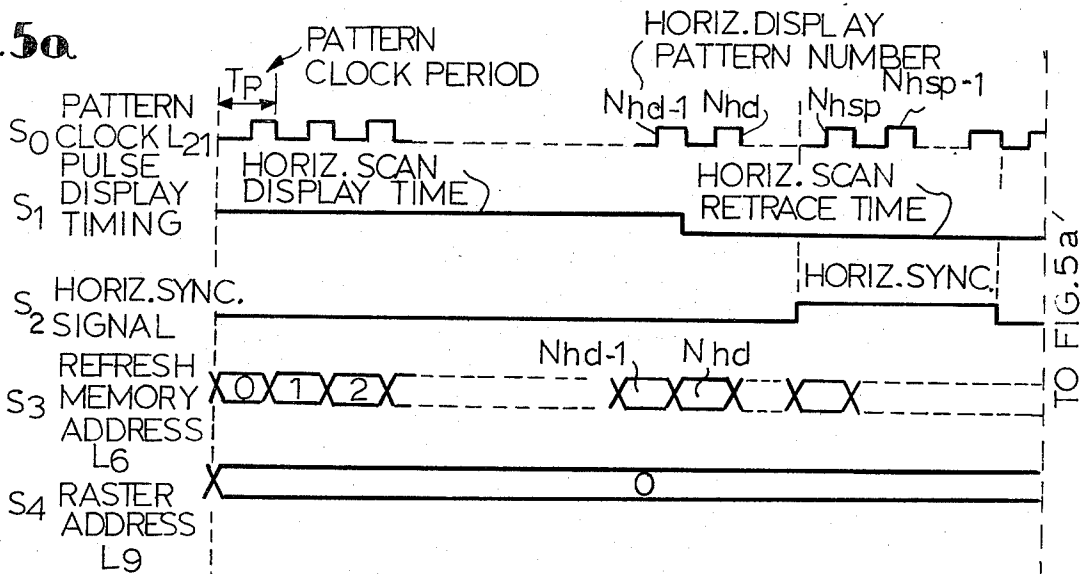 .5a
PATTERN
CLOCK PERIOD
HORIZ. DISPLAY
PATTERN NUMBER
TP
Nhd-1 Nhd Nhsp Nhsp-1
S0 PATTERN
CLOCK L21
PULSE
HORIZ. SCAN
DISPLAY TIME
HORIZ. SCAN
RETRACE TIME
S1 DISPLAY
TIMING
HORIZ. SYNC.
S2 HORIZ. SYNC.
SIGNAL
Nhd-1 Nhd
S3 REFRESH
MEMORY
ADDRESS
L6
0 1 2
S4 RASTER
ADDRESS
L9
0
TO FIG. 5a'